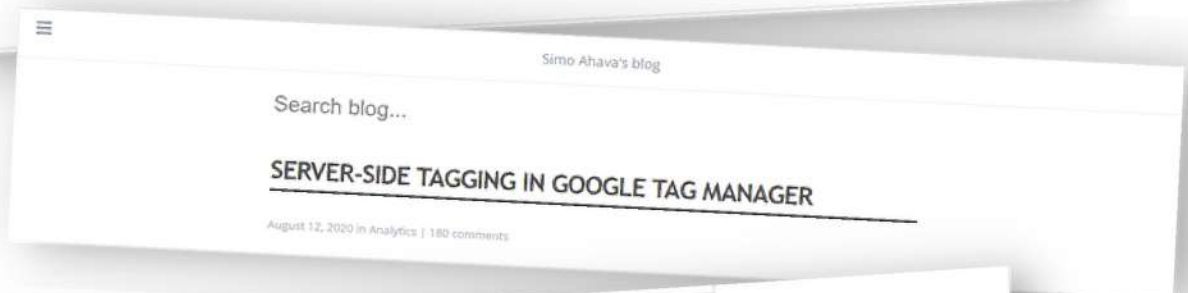 Simo Ahava's blog
Search blog...
SERVER-SIDE TAGGING IN GOOGLE TAG MANAGER
August 12, 2020 in Analytics | 180 comments